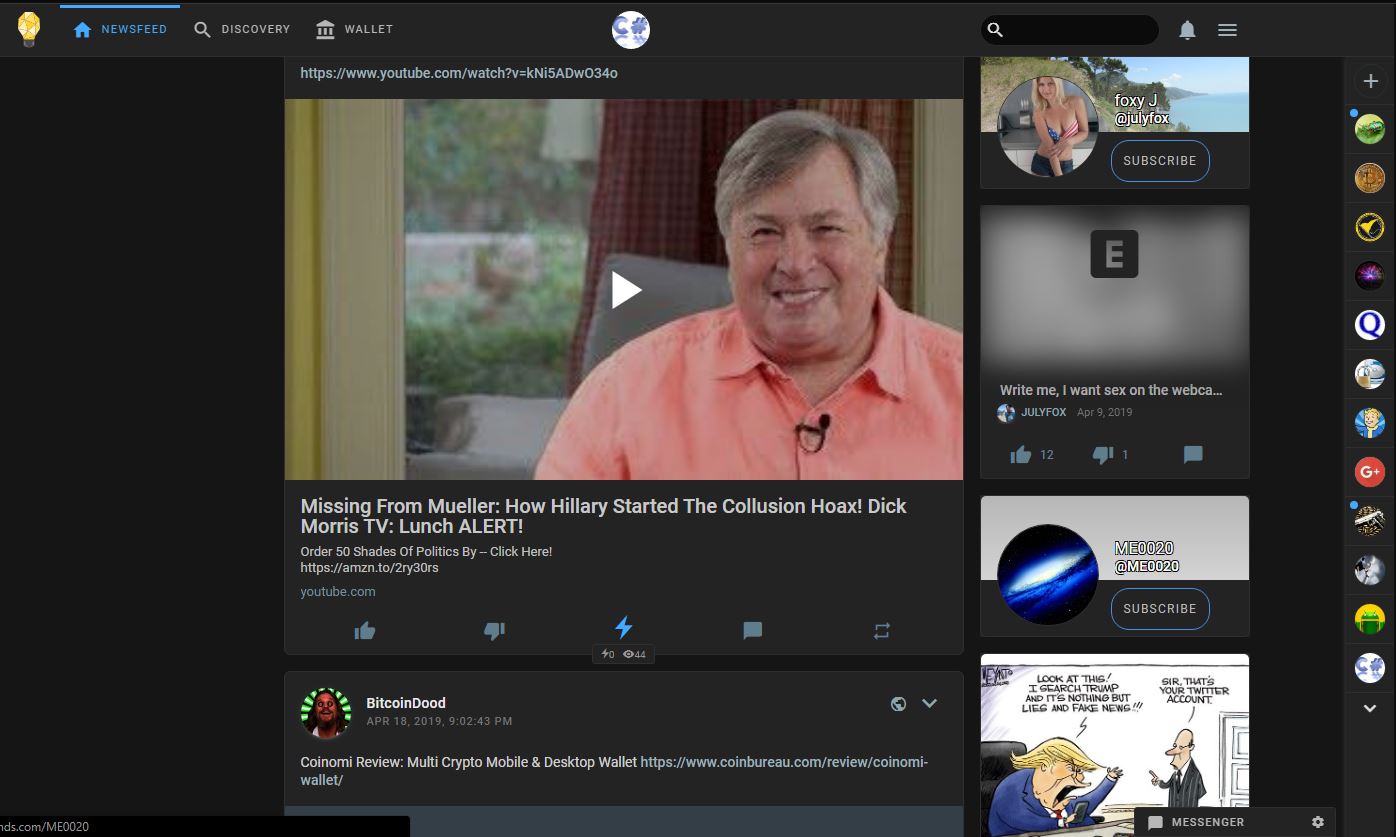 NEWSFEED
DISCOVERY
WALLET
C#
https://www.youtube.com/watch?v=kNi5ADwO34o
Missing From Mueller: How Hillary Started The Collusion Hoax! Dick
Morris TV: Lunch ALERT!
Order 50 Shades Of Politics By -- Click Here!
https://amzn.to/2ry30rs
youtube.com
0 44
BitcoinDood
APR 18, 2019, 9:02:43 PM
Coinomi Review: Multi Crypto Mobile & Desktop Wallet https://www.coinbureau.com/review/coinomi-
wallet/
nds.com/ME0020
foxy J
@julyfox
SUBSCRIBE
E
Write me, I want sex on the webca...
JULYFOX Apr 9, 2019
12 1
ME0020
@ME0020
SUBSCRIBE
LOOK AT THIS!
I SEARCH TRUMP
AND IT'S NOTHING BUT
LIES AND FAKE NEWS!!!
SIR, THAT'S
YOUR TWITTER
ACCOUNT.
MESSENGER
Q
G+
C#